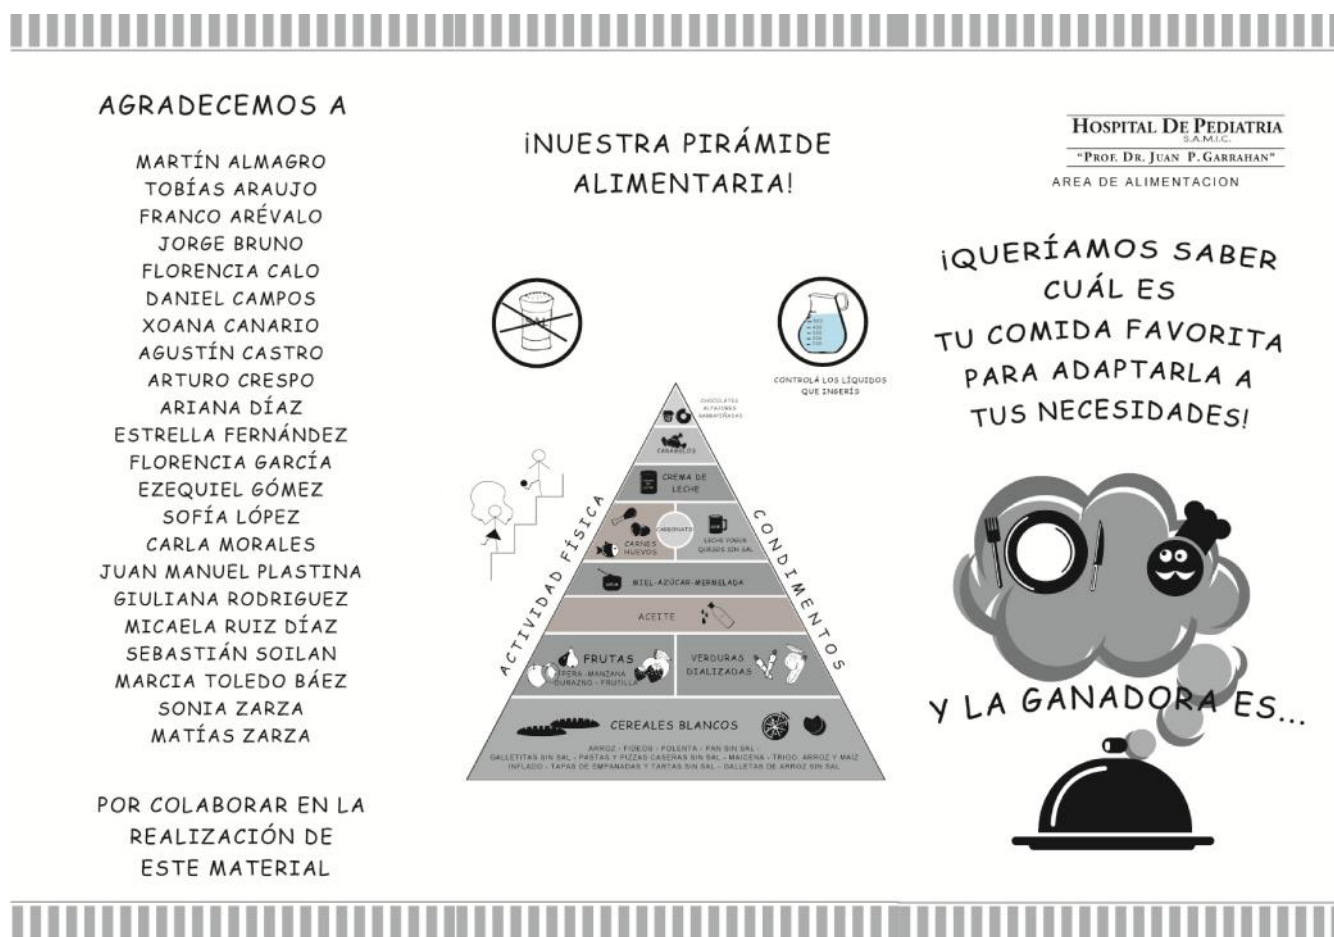 AGRADECEMOS A
MARTÍN ALMAGRO
TOBÍAS ARAUJO
FRANCO ARÉVALO
JORGE BRUNO
FLORENCIA CALO
DANIEL CAMPOS
XOANA CANARIO
AGUSTÍN CASTRO
ARTURO CRESPO
ARIANA DÍAZ
ESTRELLA FERNÁNDEZ
FLORENCIA GARCÍA
EZEQUIEL GÓMEZ
SOFÍA LÓPEZ
CARLA MORALES
JUAN MANUEL PLASTINA
GIULIANA RODRIGUEZ
MICAELA RUIZ DÍAZ
SEBASTIÁN SOILAN
MARCIA TOLEDO BÁEZ
SONIA ZARZA
MATÍAS ZARZA
POR COLABORAR EN LA
REALIZACIÓN DE
ESTE MATERIAL
¡NUESTRA PIRÁMIDE
ALIMENTARIA!
SAL
CONTROLÁ LOS LÍQUIDOS
QUE INGERÍS
CHOCOLATES
ALFAJORES
GARRAPIÑADAS
CARAMELOS
CREMA DE
LECHE
CARNES
HUEVOS
CARBONATO
LECHE YOGUR
QUESOS SIN SAL
MIEL-AZÚCAR-MERMELADA
ACEITE
FRUTAS
PERA -MANZANA
DURAZNO - FRUTILLA
VERDURAS
DIALIZADAS
CEREALES BLANCOS
ARROZ - FIDEOS - POLENTA - PAN SIN SAL -
GALLETITAS SIN SAL - PASTAS Y PIZZAS CASERAS SIN SAL - MAICENA - TRIGO, ARROZ Y MAIZ
INFLADO - TAPAS DE EMPANADAS Y TARTAS SIN SAL - GALLETAS DE ARROZ SIN SAL
ACTIVIDAD FÍSICA
CONDIMENTOS
HOSPITAL DE PEDIATRIA
S.A.M.I.C.
"PROF. DR. JUAN P. GARRAHAN"
AREA DE ALIMENTACION
¡QUERÍAMOS SABER
CUÁL ES
TU COMIDA FAVORITA
PARA ADAPTARLA A
TUS NECESIDADES!
Y LA GANADORA ES...